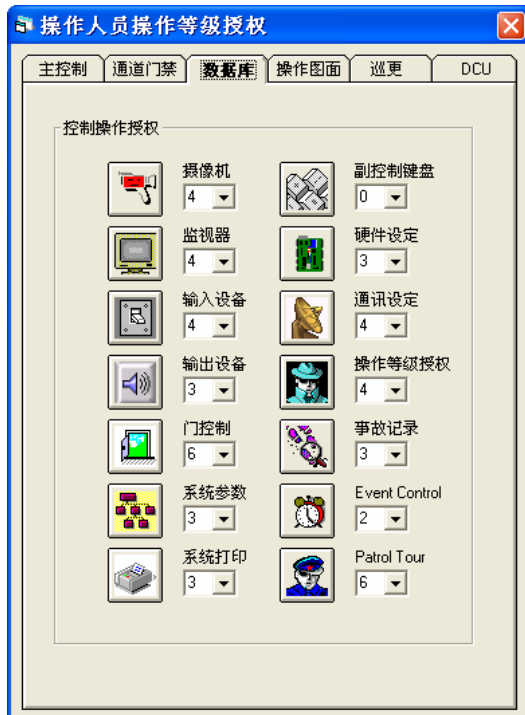 操作人员操作等级授权
主控制 通道门禁 数据库 操作图面 巡更 DCU
控制操作授权
摄像机 副控制键盘
4 0
监视器 硬件设定
4 3
输入设备 通讯设定
4 4
输出设备 操作等级授权
3 4
门控制 事故记录
6 3
系统参数 Event Control
3 2
系统打印 Patrol Tour
3 6